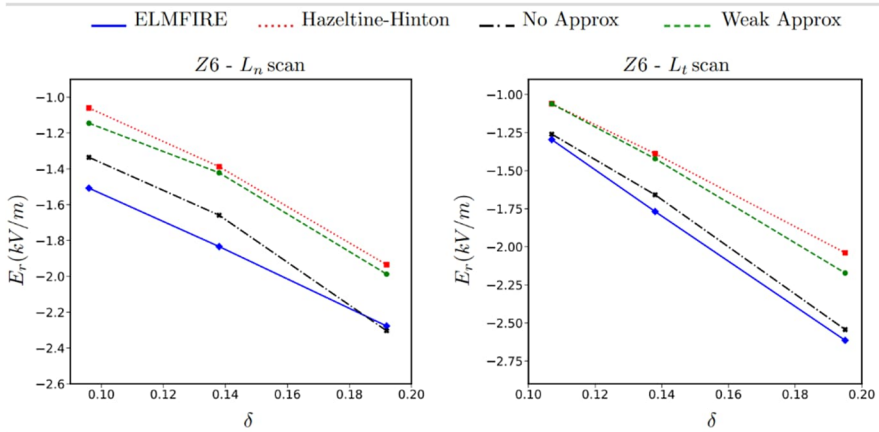 ELMFIRE Hazeltine-Hinton No Approx Weak Approx
Z6 - Lₙ scan
−1.0
−1.2
−1.4
−1.6
−1.8
−2.0
−2.2
−2.4
−2.6
0.10 0.12 0.14 0.16 0.18 0.20
Eᵣ(kV/m)
δ
Z6 - Lₜ scan
−1.00
−1.25
−1.50
−1.75
−2.00
−2.25
−2.50
−2.75
0.10 0.12 0.14 0.16 0.18 0.20
Eᵣ(kV/m)
δ